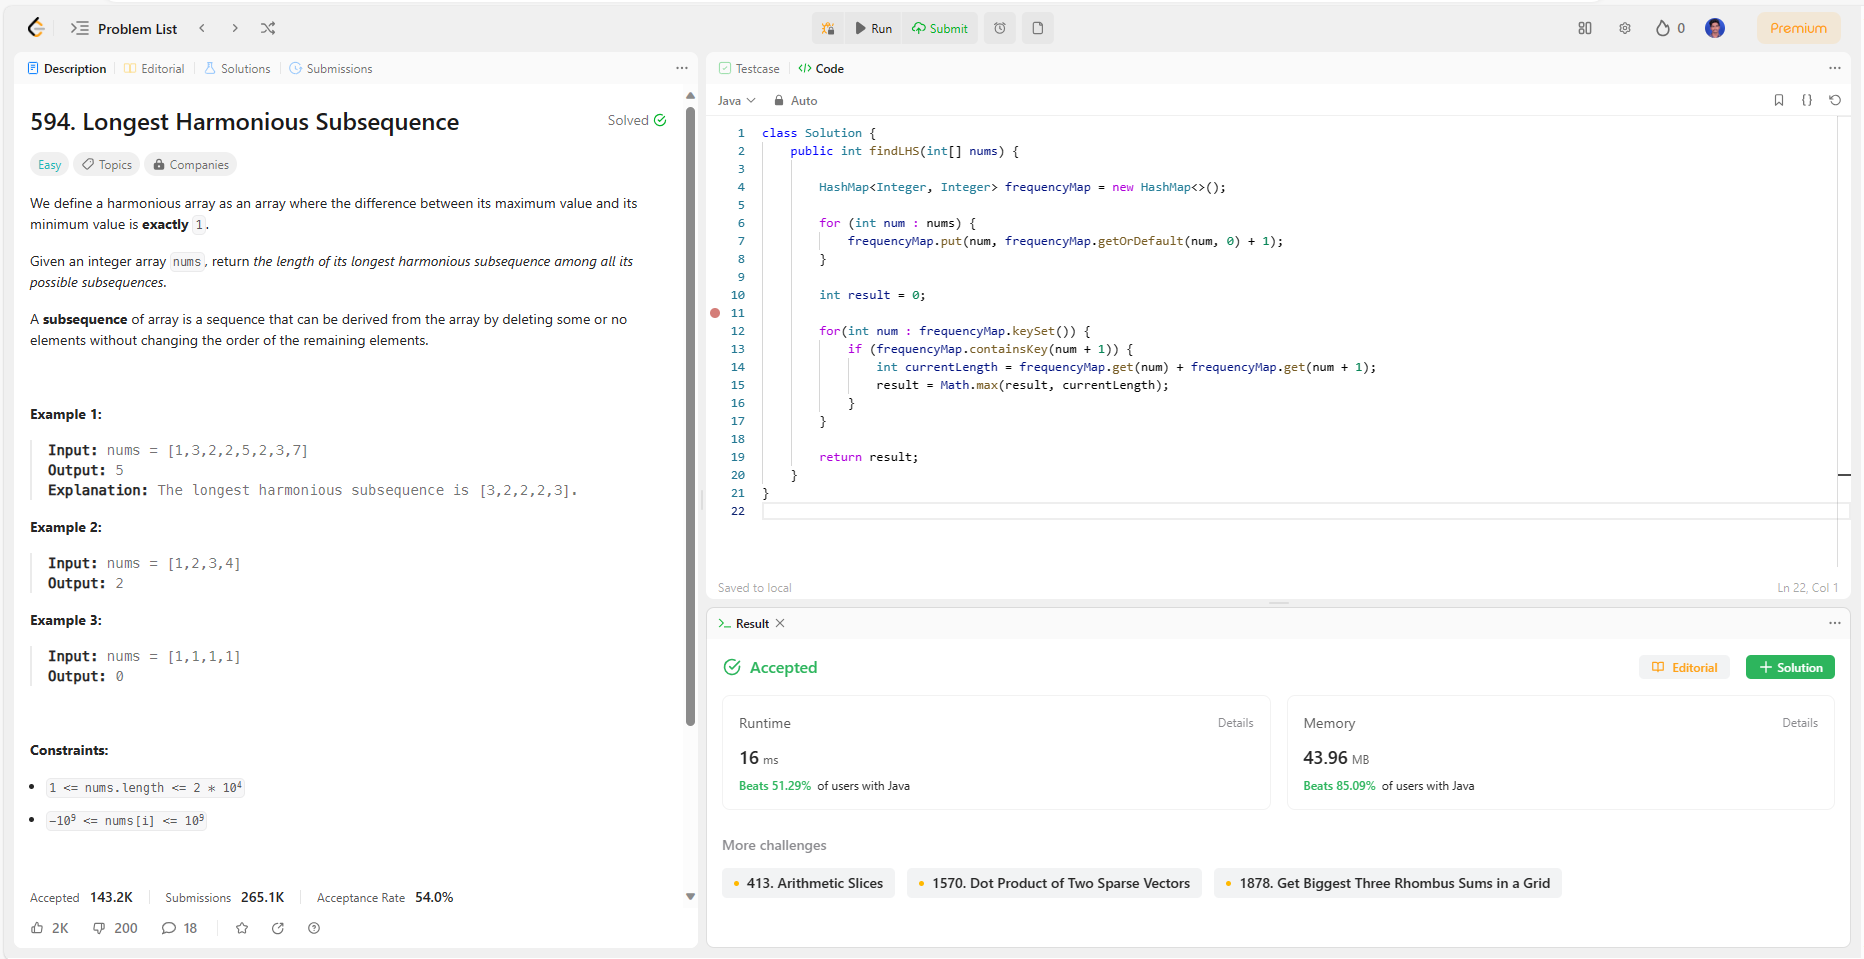 Problem List
Run
Submit
0
Premium
Description
Editorial
Solutions
Submissions
594. Longest Harmonious Subsequence
Solved
Easy
Topics
Companies
We define a harmonious array as an array where the difference between its maximum value and its
minimum value is exactly 1.
Given an integer array nums, return the length of its longest harmonious subsequence among all its
possible subsequences.
A subsequence of array is a sequence that can be derived from the array by deleting some or no
elements without changing the order of the remaining elements.
Example 1:
Input: nums = [1,3,2,2,5,2,3,7]
Output: 5
Explanation: The longest harmonious subsequence is [3,2,2,2,3].
Example 2:
Input: nums = [1,2,3,4]
Output: 2
Example 3:
Input: nums = [1,1,1,1]
Output: 0
Constraints:
• 1 <= nums.length <= 2 * 10⁴
• −10⁹ <= nums[i] <= 10⁹
Accepted 143.2K
Submissions 265.1K
Acceptance Rate 54.0%
2K
200
18
Testcase
</> Code
Java
Auto
{}
1 class Solution {
2     public int findLHS(int[] nums) {
3
4         HashMap<Integer, Integer> frequencyMap = new HashMap<>();
5
6         for (int num : nums) {
7             frequencyMap.put(num, frequencyMap.getOrDefault(num, 0) + 1);
8         }
9
10         int result = 0;
11
12         for(int num : frequencyMap.keySet()) {
13             if (frequencyMap.containsKey(num + 1)) {
14                 int currentLength = frequencyMap.get(num) + frequencyMap.get(num + 1);
15                 result = Math.max(result, currentLength);
16             }
17         }
18
19         return result;
20     }
21 }
22
Saved to local
Ln 22, Col 1
>_ Result
Accepted
Editorial
+ Solution
Runtime
Details
16 ms
Beats 51.29% of users with Java
Memory
Details
43.96 MB
Beats 85.09% of users with Java
More challenges
413. Arithmetic Slices
1570. Dot Product of Two Sparse Vectors
1878. Get Biggest Three Rhombus Sums in a Grid